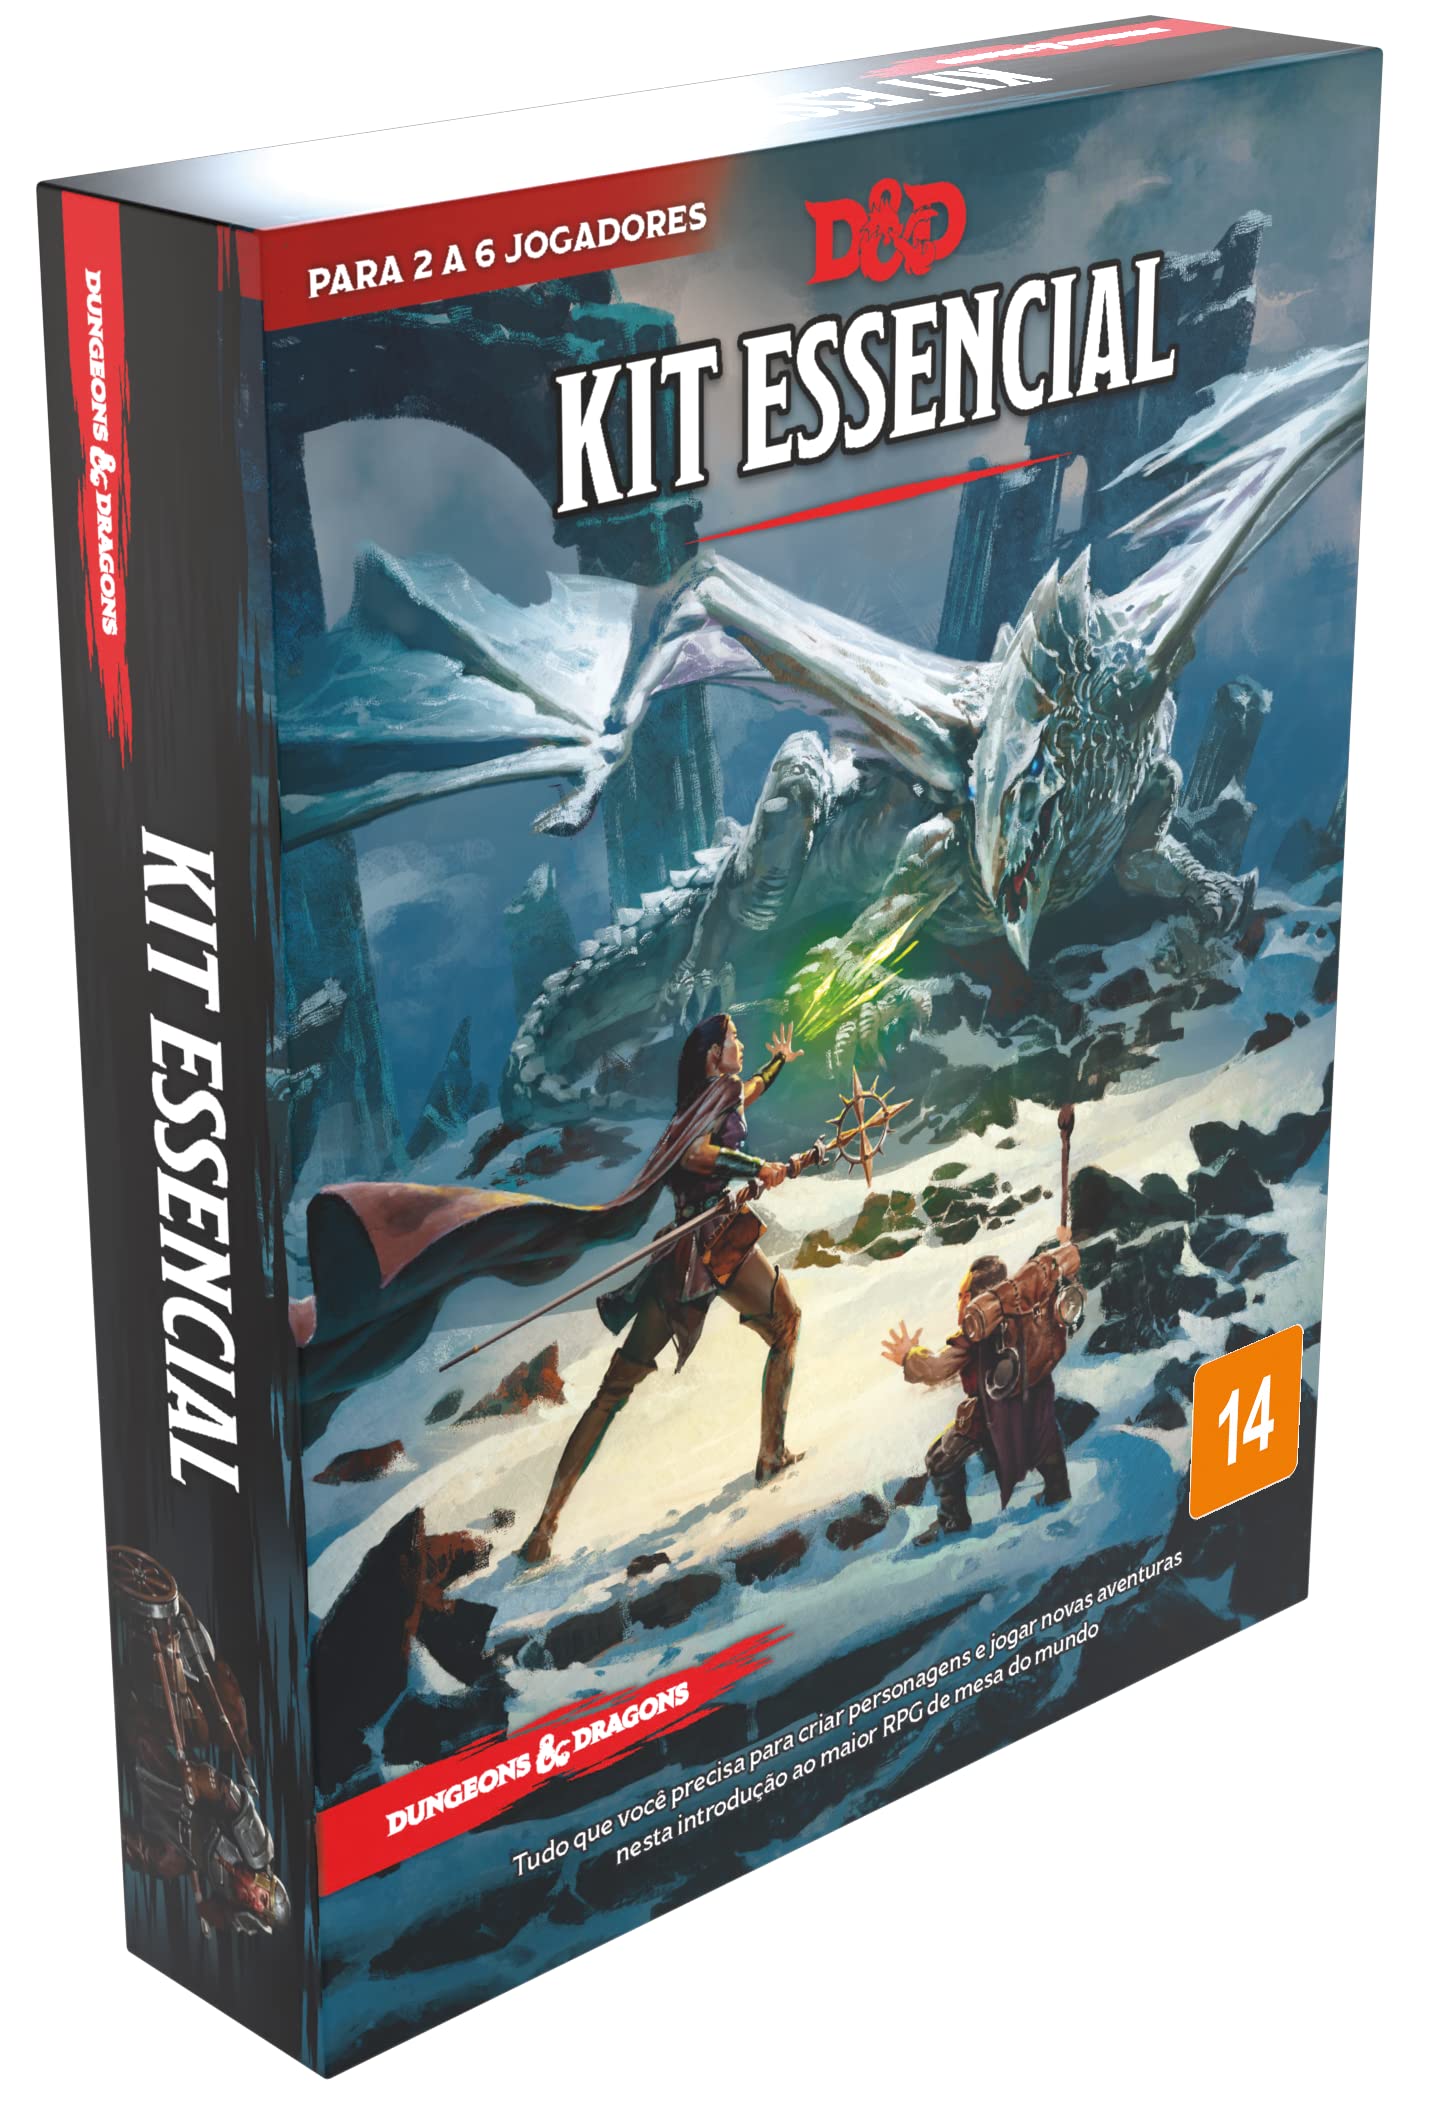 PARA 2 A 6 JOGADORES
D&D
KIT ESSENCIAL
14
DUNGEONS & DRAGONS
Tudo que você precisa para criar personagens e jogar novas aventuras
nesta introdução ao maior RPG de mesa do mundo
DUNGEONS & DRAGONS
KIT ESSENCIAL
KIT ES